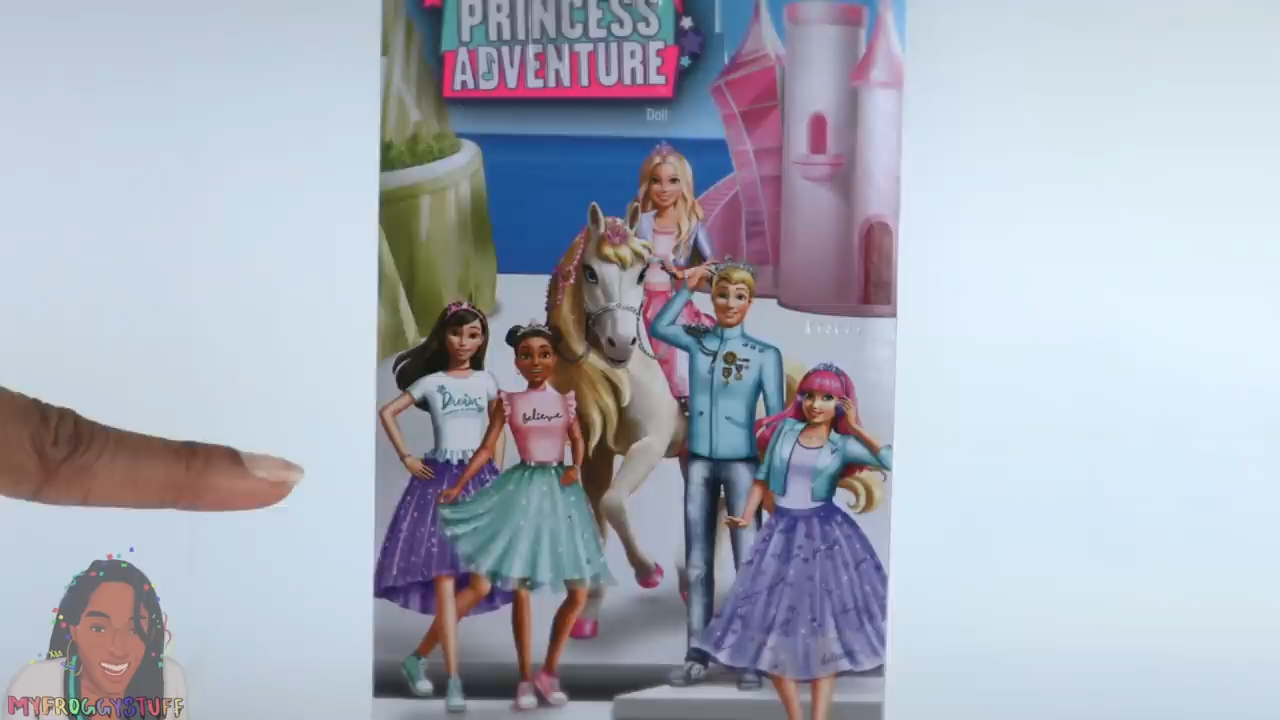 PRINCESS
ADVENTURE
Doll
Dream
believe
MYFROGGYSTUFF